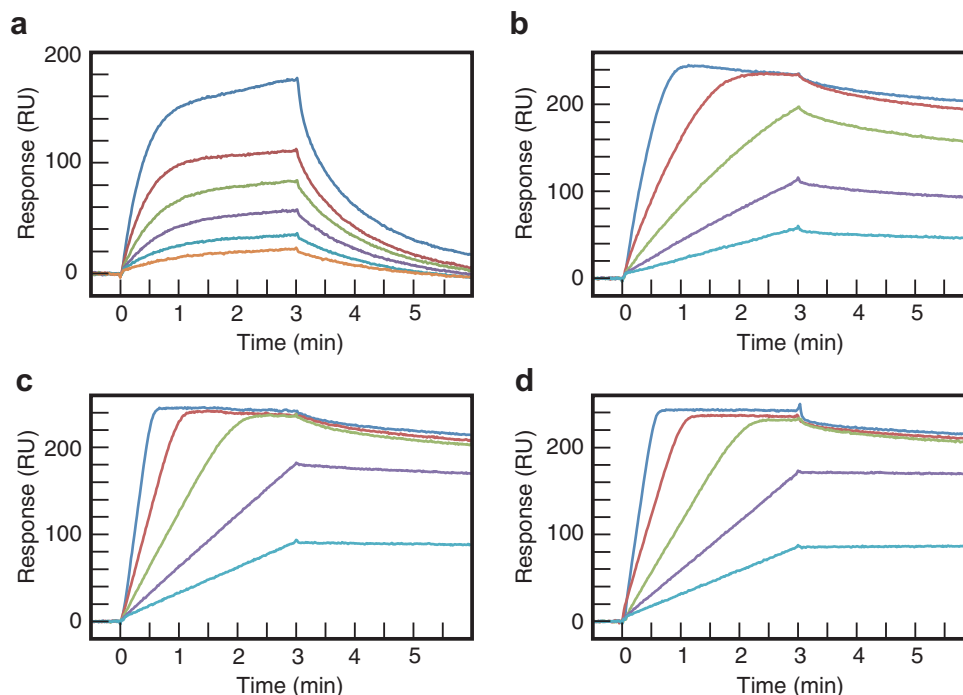 a
200
100
0
Response (RU)
0 1 2 3 4 5
Time (min)
b
200
100
0
Response (RU)
0 1 2 3 4 5
Time (min)
c
200
100
0
Response (RU)
0 1 2 3 4 5
Time (min)
d
200
100
0
Response (RU)
0 1 2 3 4 5
Time (min)